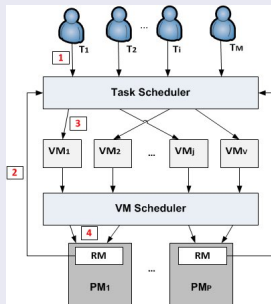 ...
1
T1 T2 Ti TM
Task Scheduler
3
VM1 VM2 ... VMj VMv
2
VM Scheduler
4
RM ... RM
PM1 PMP